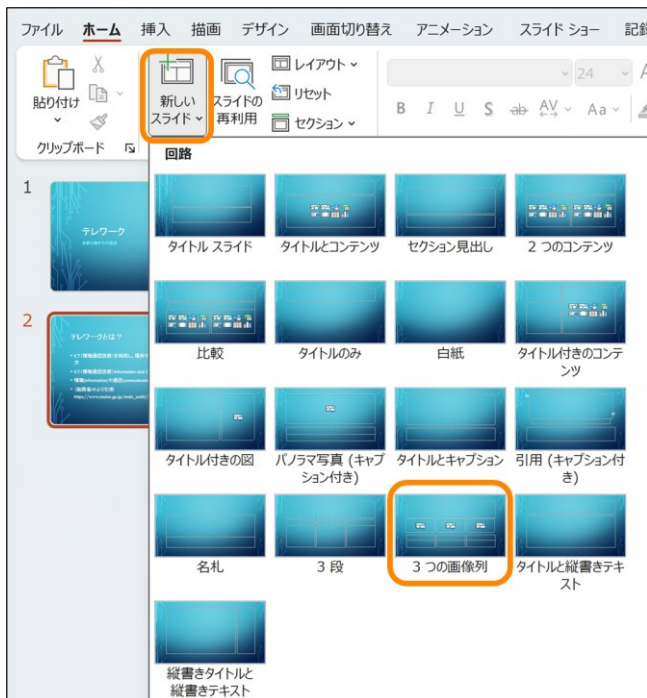 ファイル ホーム 挿入 描画 デザイン 画面切り替え アニメーション スライド ショー 記録
貼り付け
クリップボード
新しい
スライド
スライドの
再利用
レイアウト
リセット
セクション
24
B I U S ab AV Aa A
回路
1
テレワーク
2
テレワークとは？
タイトル スライド
タイトルとコンテンツ
セクション見出し
2 つのコンテンツ
比較
タイトルのみ
白紙
タイトル付きのコンテ
ンツ
タイトル付きの図
パノラマ写真 (キャプ
ション付き)
タイトルとキャプション
引用 (キャプション付
き)
名札
3 段
3 つの画像列
タイトルと縦書きテキ
スト
縦書きタイトルと
縦書きテキスト